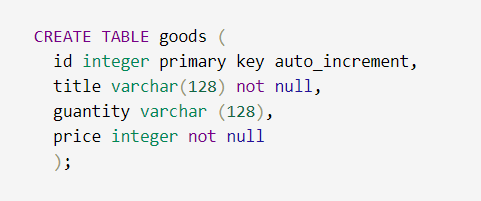 CREATE TABLE goods (
id integer primary key auto_increment,
title varchar(128) not null,
guantity varchar (128),
price integer not null
);